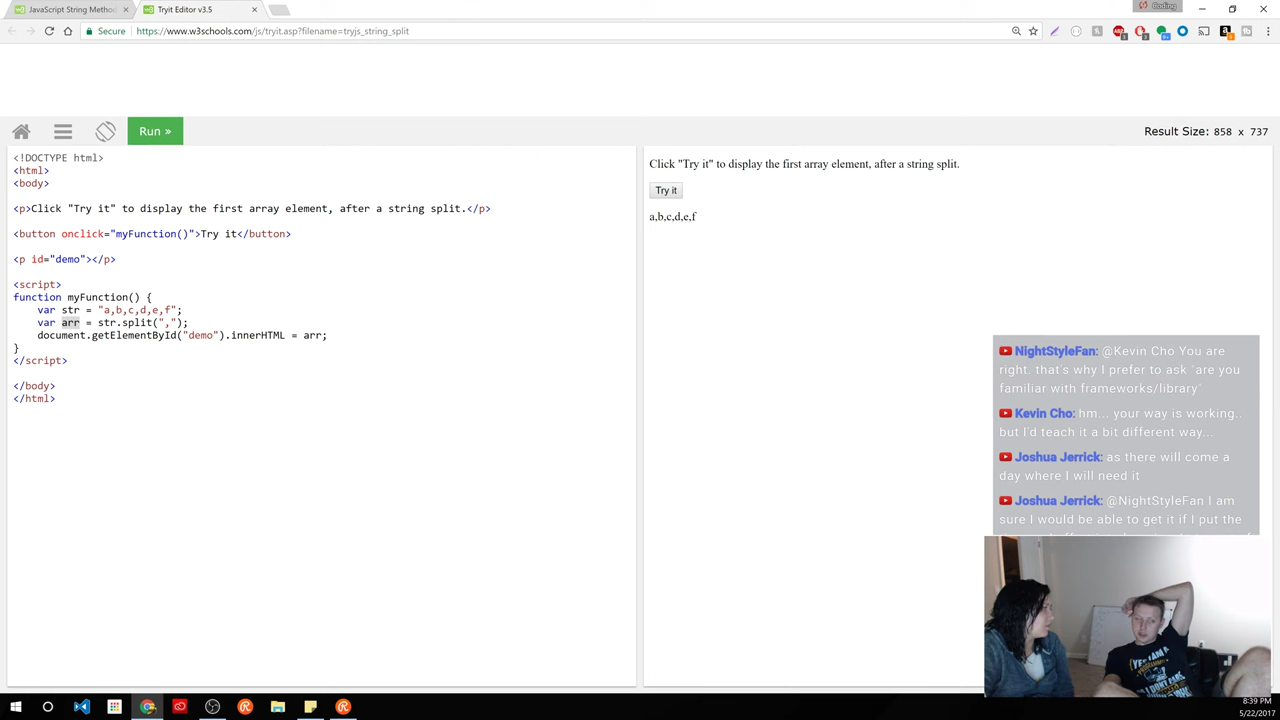 JavaScript String Metho
Tryit Editor v3.5
Coding
Secure
https://www.w3schools.com/js/tryit.asp?filename=tryjs_string_split
Run »
Result Size: 858 x 737
<!DOCTYPE html>
<html>
<body>
<p>Click "Try it" to display the first array element, after a string split.</p>
<button onclick="myFunction()">Try it</button>
<p id="demo"></p>
<script>
function myFunction() {
var str = "a,b,c,d,e,f";
var arr = str.split(",");
document.getElementById("demo").innerHTML = arr;
}
</script>
</body>
</html>
Click "Try it" to display the first array element, after a string split.
Try it
a,b,c,d,e,f
NightStyleFan: @Kevin Cho You are
right. that's why I prefer to ask `are you
familiar with frameworks/library`
Kevin Cho: hm... your way is working..
but I'd teach it a bit different way...
Joshua Jerrick: as there will come a
day where I will need it
Joshua Jerrick: @NightStyleFan I am
sure I would be able to get it if I put the
YES I AM A
PROGRAMMER
I DON'T
8:39 PM
5/22/2017